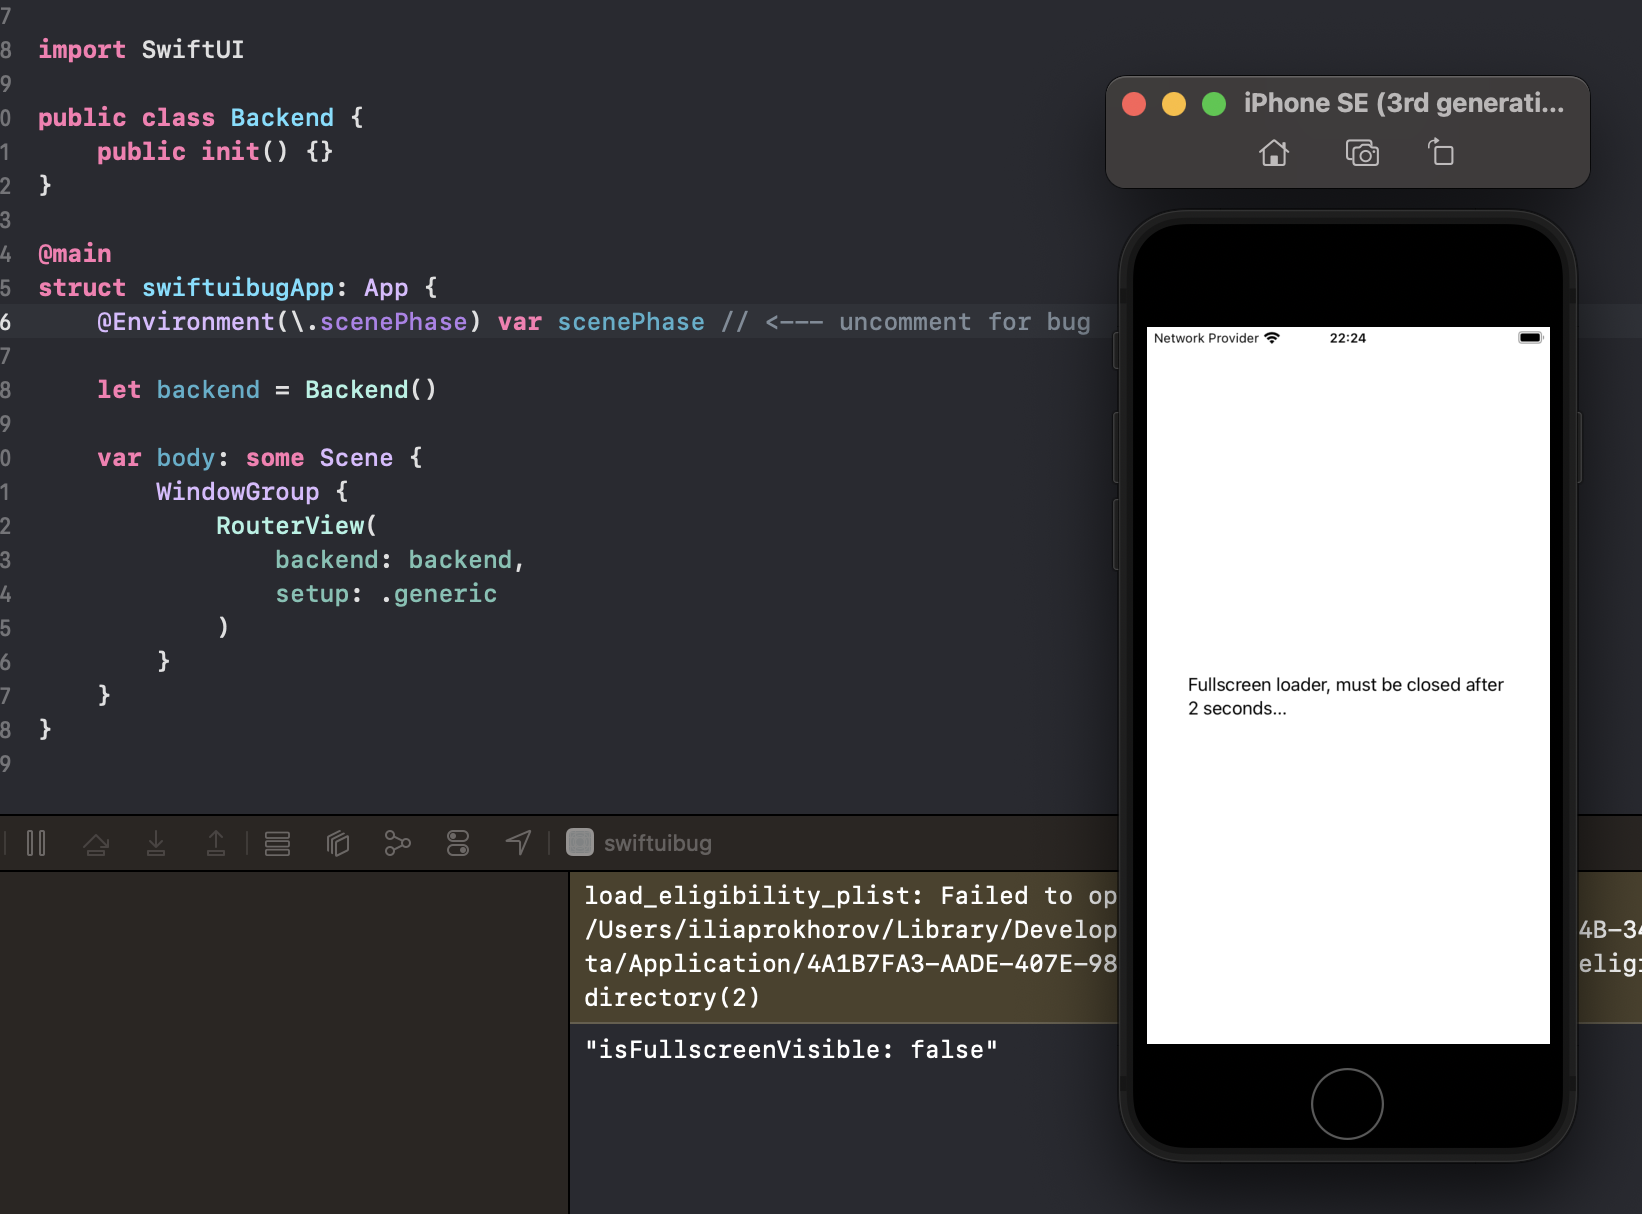 7
8 import SwiftUI
9
0 public class Backend {
1 public init() {}
2 }
3
4 @main
5 struct swiftuibugApp: App {
6 @Environment(\.scenePhase) var scenePhase // <--- uncomment for bug
7
8 let backend = Backend()
9
0 var body: some Scene {
1 WindowGroup {
2 RouterView(
3 backend: backend,
4 setup: .generic
5 )
6 }
7 }
8 }
9
iPhone SE (3rd generati...
Network Provider 22:24
Fullscreen loader, must be closed after
2 seconds...
swiftuibug
load_eligibility_plist: Failed to op
/Users/iliaprokhorov/Library/Develop 4B-34
ta/Application/4A1B7FA3-AADE-407E-98 eligi
directory(2)
"isFullscreenVisible: false"